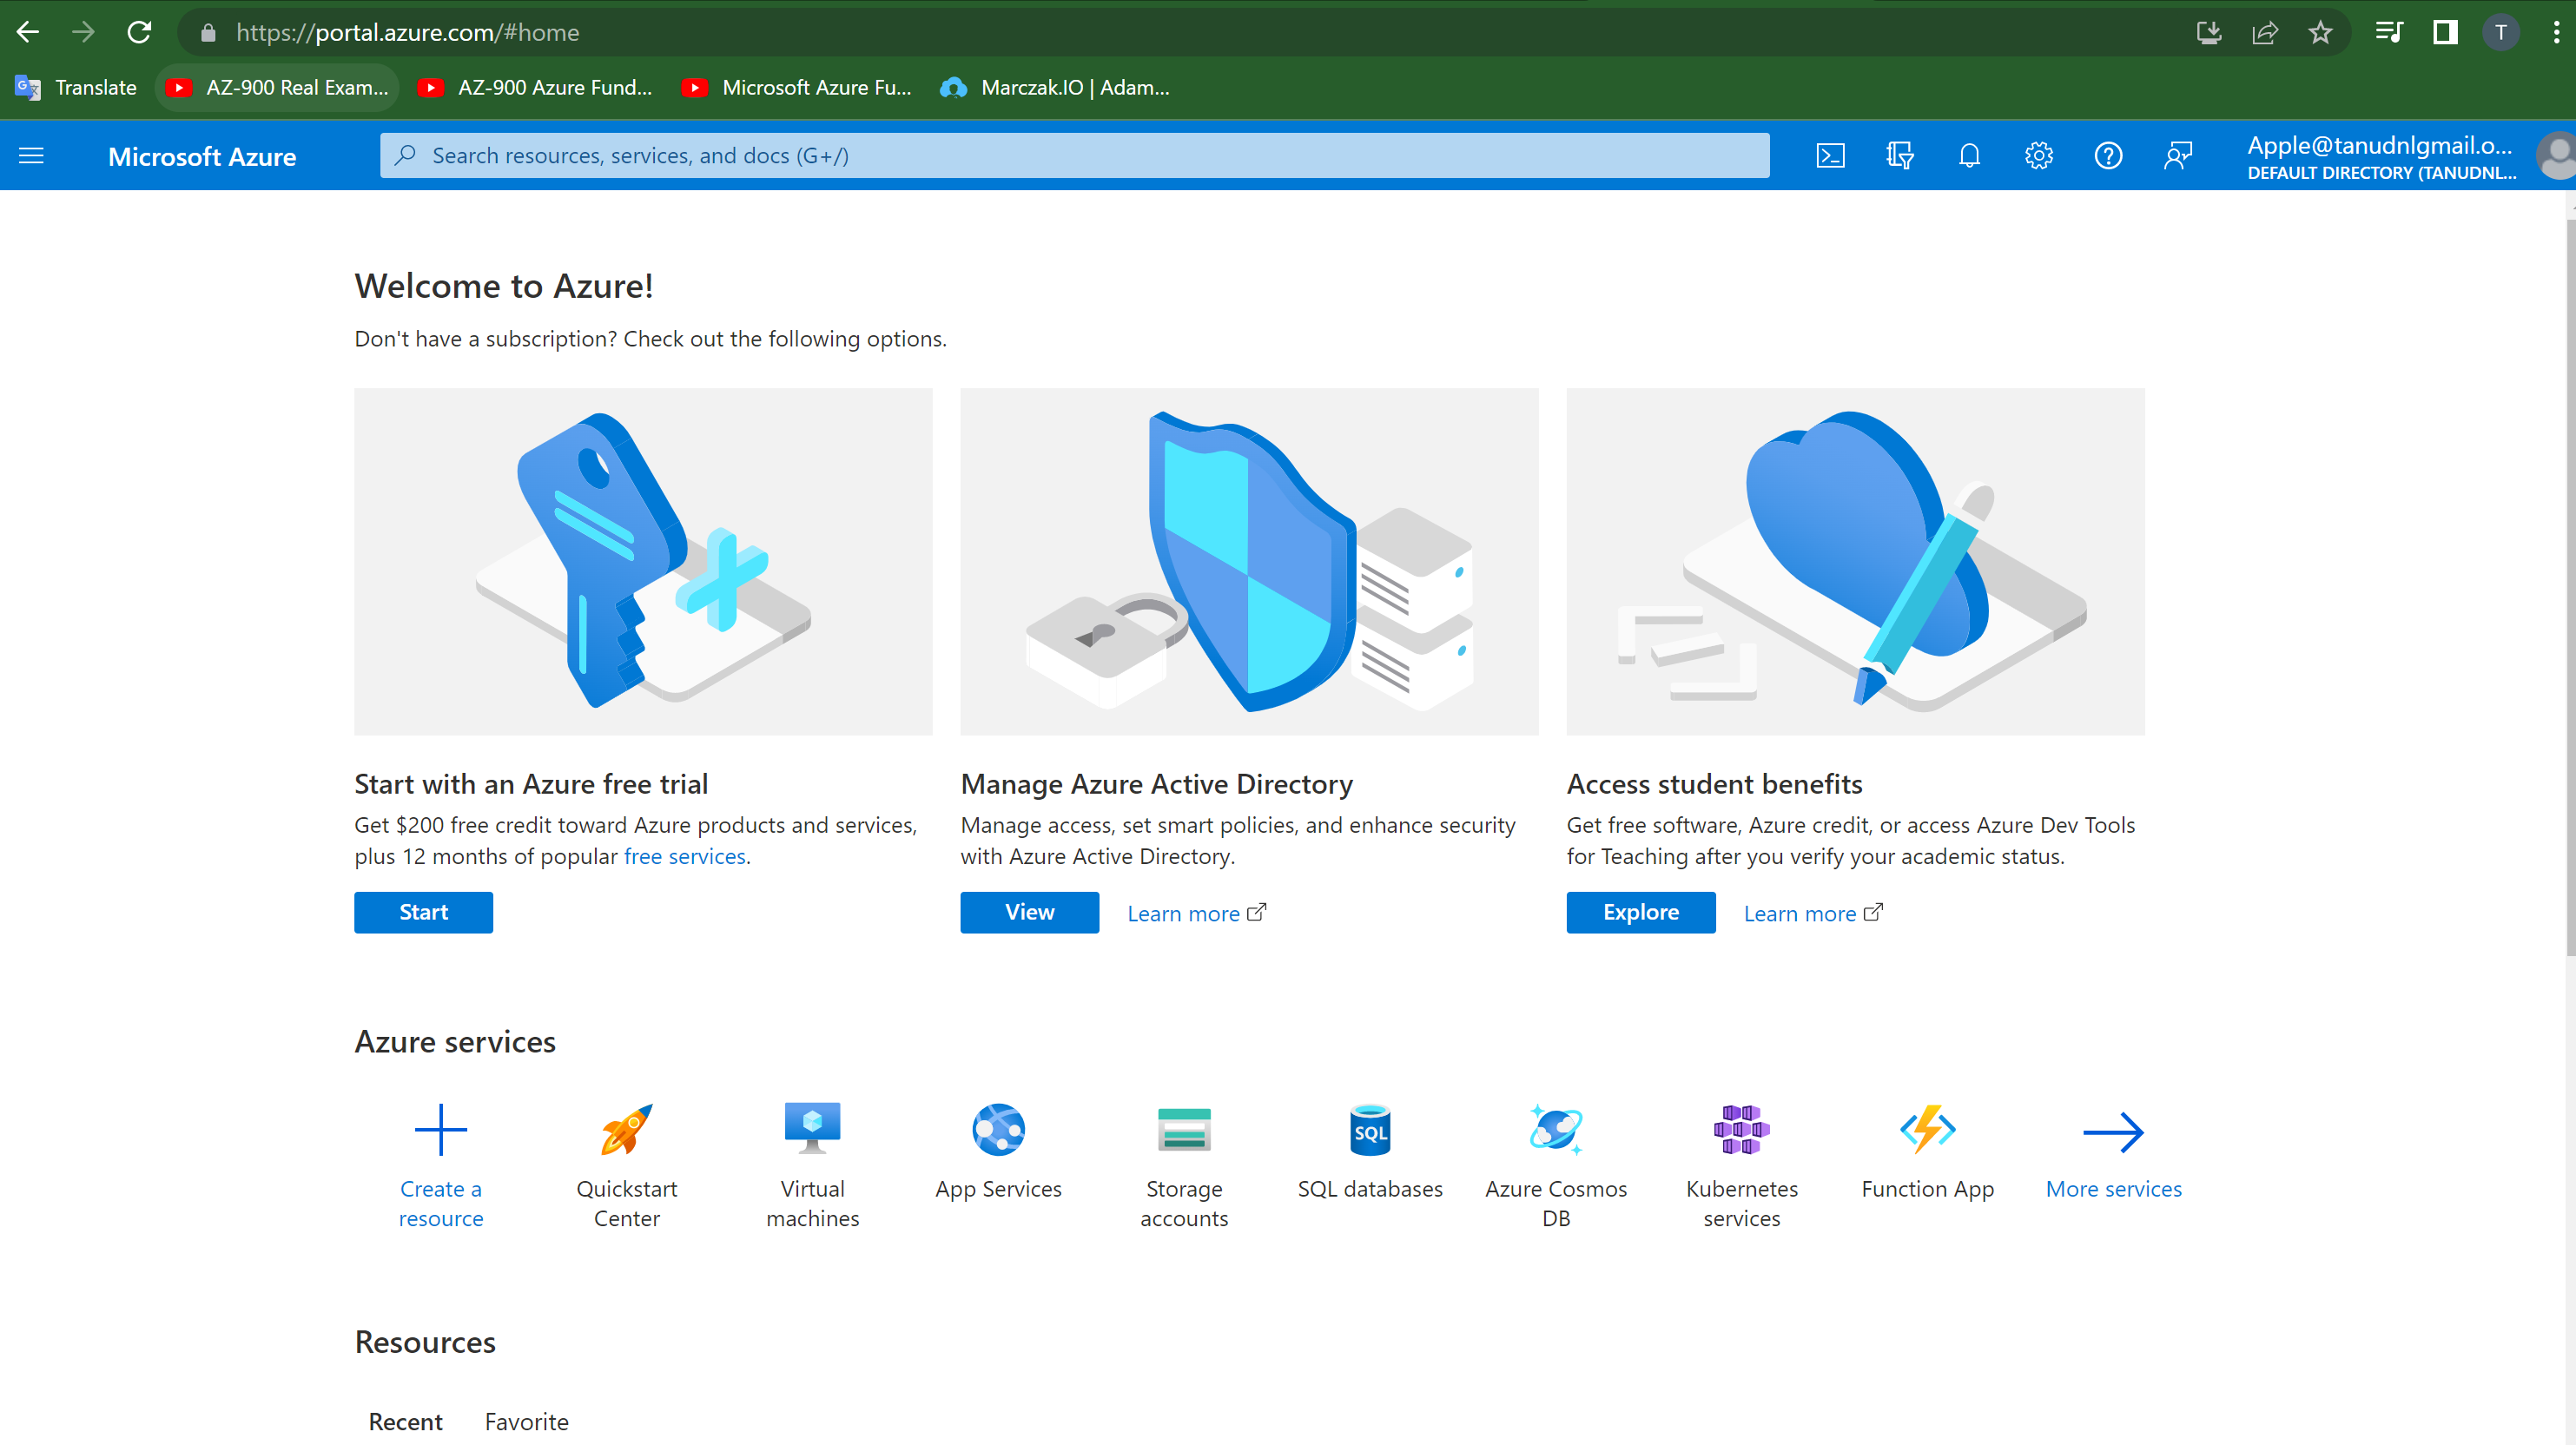 https://portal.azure.com/#home
T
Translate
AZ-900 Real Exam...
AZ-900 Azure Fund...
Microsoft Azure Fu...
Marczak.IO | Adam...
Microsoft Azure
Search resources, services, and docs (G+/)
Apple@tanudnlgmail.o...
DEFAULT DIRECTORY (TANUDNL...
Welcome to Azure!
Don't have a subscription? Check out the following options.
Start with an Azure free trial
Get $200 free credit toward Azure products and services,
plus 12 months of popular free services.
Start
Manage Azure Active Directory
Manage access, set smart policies, and enhance security
with Azure Active Directory.
View
Learn more
Access student benefits
Get free software, Azure credit, or access Azure Dev Tools
for Teaching after you verify your academic status.
Explore
Learn more
Azure services
Create a
resource
Quickstart
Center
Virtual
machines
App Services
Storage
accounts
SQL
SQL databases
Azure Cosmos
DB
Kubernetes
services
Function App
More services
Resources
Recent
Favorite